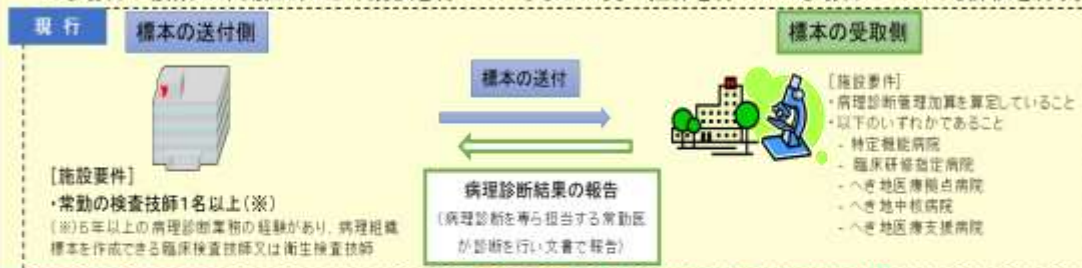 現行
標本の送付側
標本の受取側
標本の送付
[施設要件]
・病理診断管理加算を算定していること
・以下のいずれかであること
- 特定機能病院
- 臨床研修指定病院
- へき地医療拠点病院
- へき地中核病院
- へき地医療支援病院
[施設要件]
・常勤の検査技師1名以上(※)
(※)5年以上の病理診断業務の経験があり、病理組織
標本を作成できる臨床検査技師又は衛生検査技師
病理診断結果の報告
(病理診断を専ら担当する常勤医
が診断を行い文書で報告)